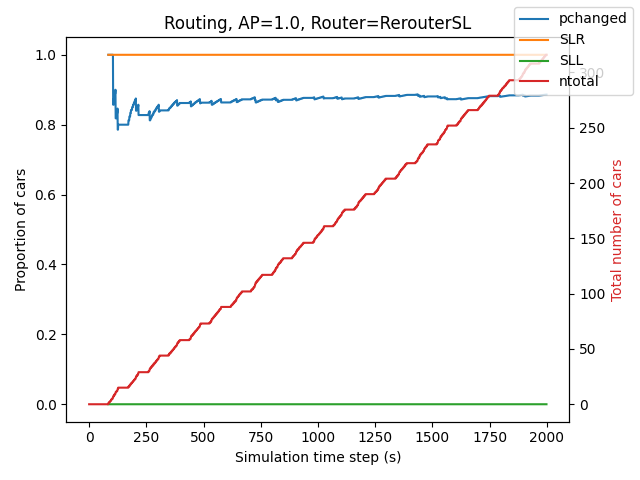 Routing, AP=1.0, Router=RerouterSL
pchanged
SLR
SLL
ntotal
1.0
0.8
0.6
0.4
0.2
0.0
Proportion of cars
300
250
200
150
100
50
0
Total number of cars
0 250 500 750 1000 1250 1500 1750 2000
Simulation time step (s)